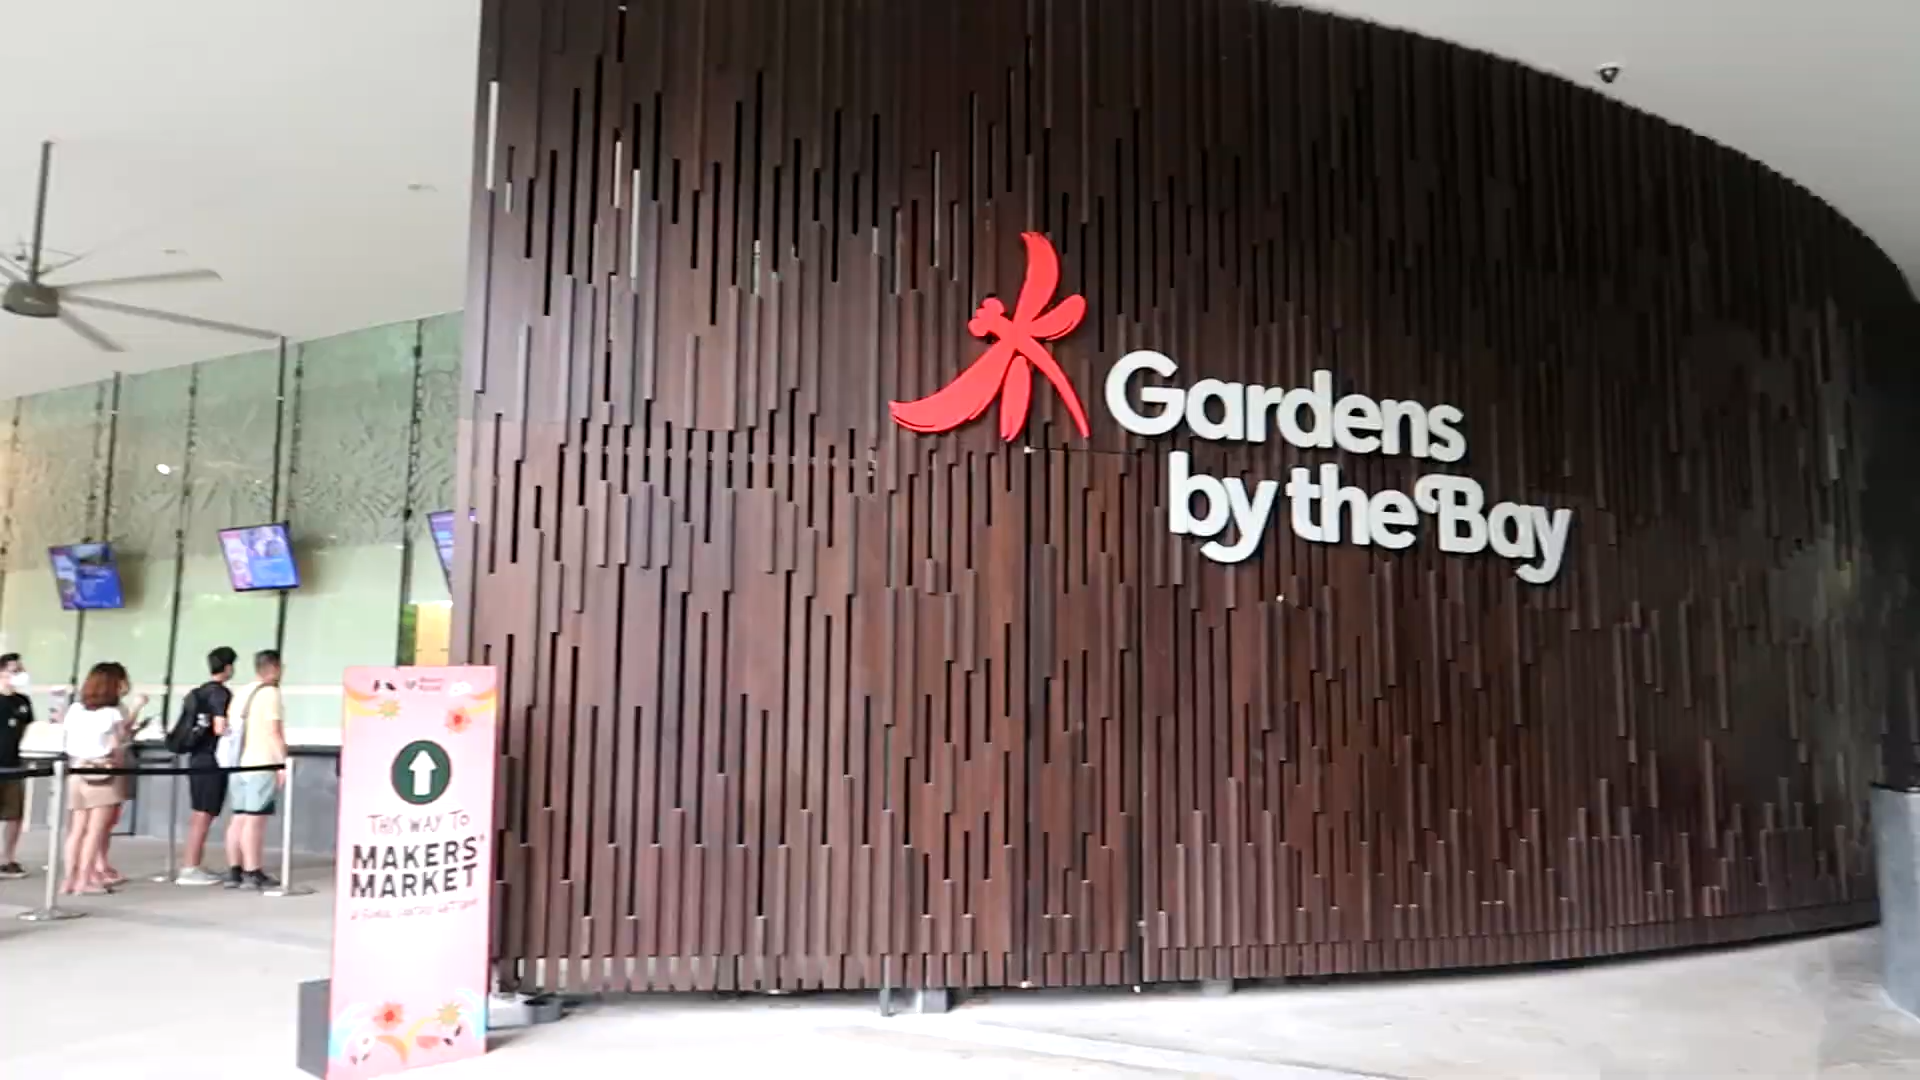 Gardens
by the Bay
THIS WAY TO
MAKERS'
MARKET